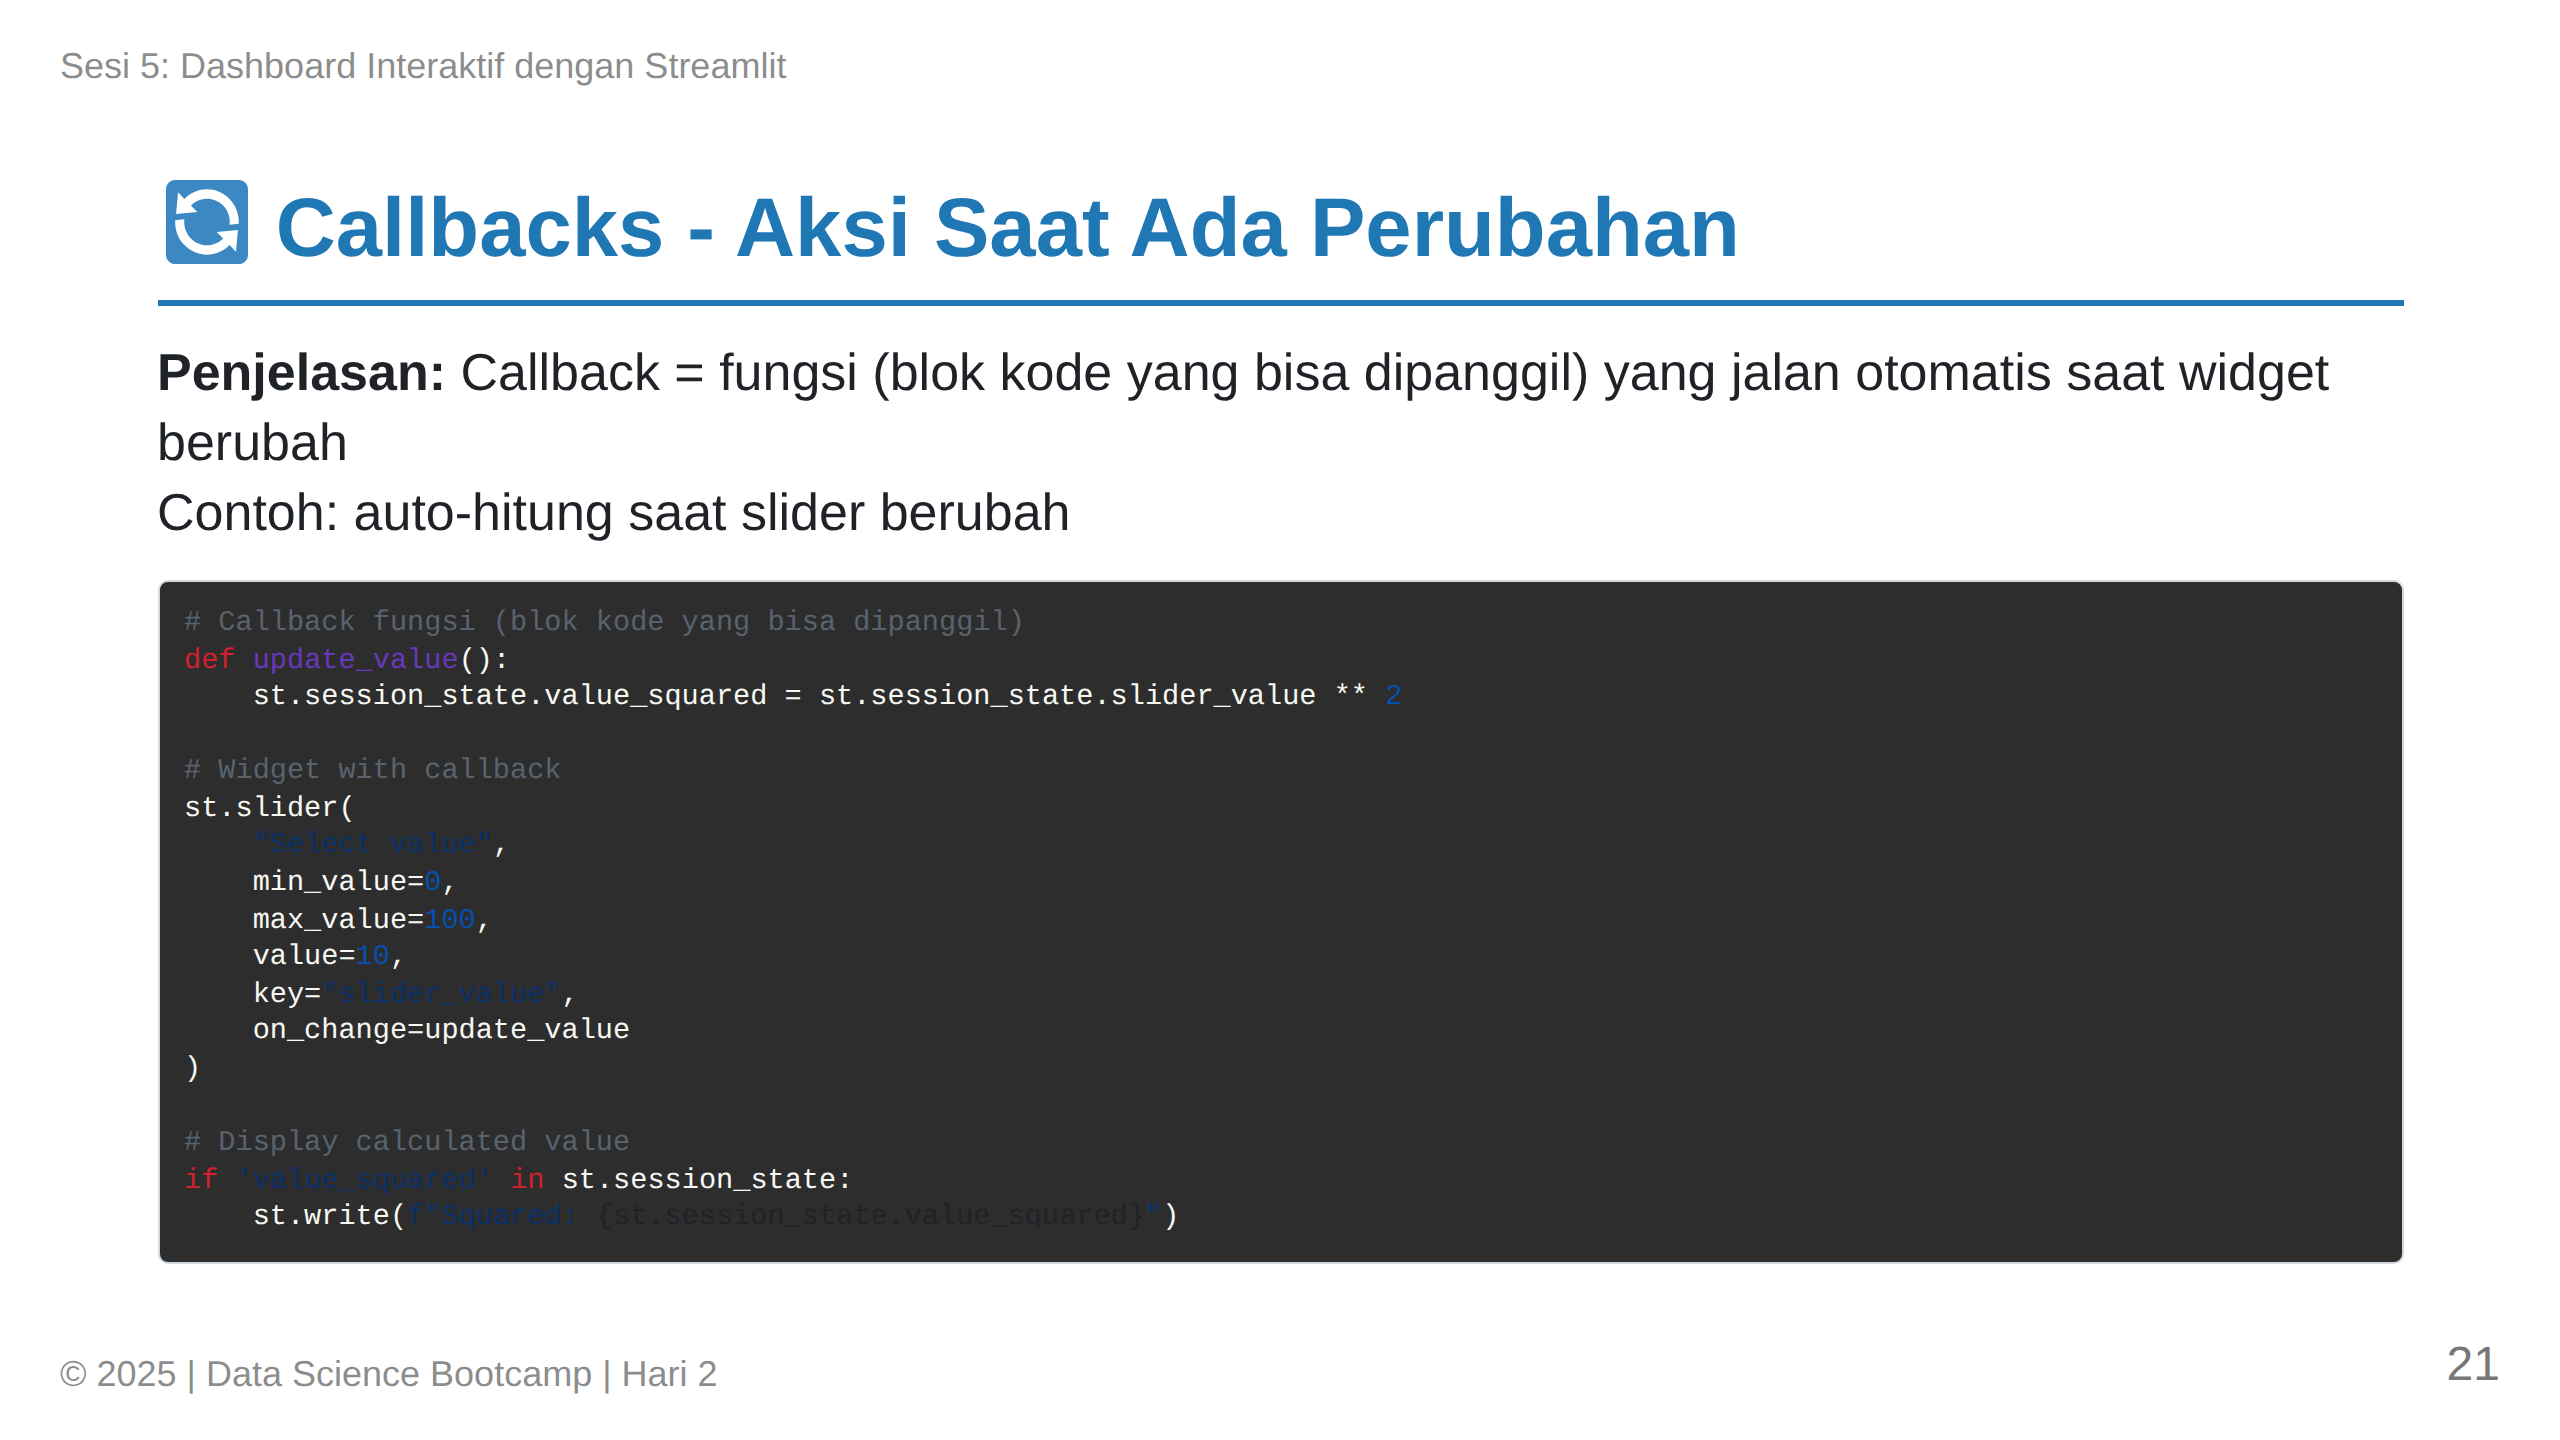 Sesi 5: Dashboard Interaktif dengan Streamlit
Callbacks - Aksi Saat Ada Perubahan
Penjelasan: Callback = fungsi (blok kode yang bisa dipanggil) yang jalan otomatis saat widget
berubah
Contoh: auto-hitung saat slider berubah
# Callback fungsi (blok kode yang bisa dipanggil)
def update_value():
    st.session_state.value_squared = st.session_state.slider_value ** 2

# Widget with callback
st.slider(
    "Select value",
    min_value=0,
    max_value=100,
    value=10,
    key="slider_value",
    on_change=update_value
)

# Display calculated value
if 'value_squared' in st.session_state:
    st.write(f"Squared: {st.session_state.value_squared}")
© 2025 | Data Science Bootcamp | Hari 2
21